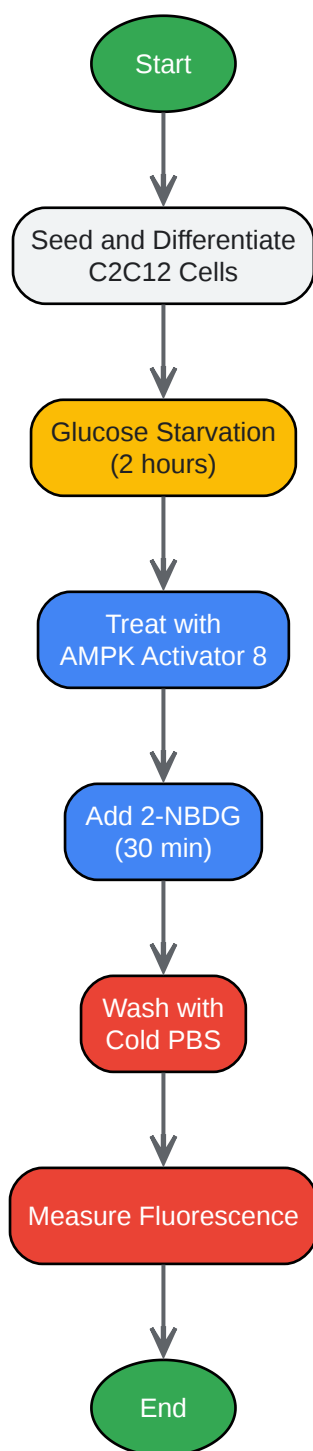 Start
Seed and Differentiate
C2C12 Cells
Glucose Starvation
(2 hours)
Treat with
AMPK Activator 8
Add 2-NBDG
(30 min)
Wash with
Cold PBS
Measure Fluorescence
End